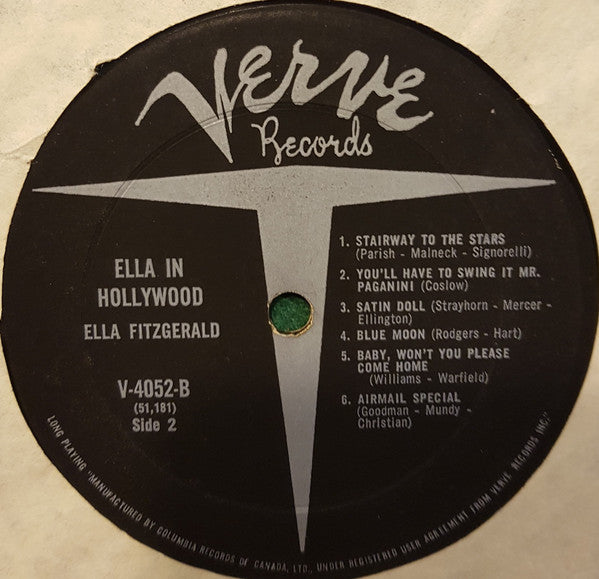 Verve
Records
ELLA IN
HOLLYWOOD
ELLA FITZGERALD
V-4052-B
(51,181)
Side 2
1. STAIRWAY TO THE STARS
(Parish - Malneck - Signorelli)
2. YOU'LL HAVE TO SWING IT MR.
PAGANINI (Coslow)
3. SATIN DOLL (Strayhorn - Mercer -
Ellington)
4. BLUE MOON (Rodgers - Hart)
5. BABY, WON'T YOU PLEASE
COME HOME
(Williams - Warfield)
6. AIRMAIL SPECIAL
(Goodman - Mundy -
Christian)
LONG PLAYING "MANUFACTURED BY COLUMBIA RECORDS OF CANADA, LTD., UNDER REGISTERED USER AGREEMENT FROM VERVE RECORDS INC."